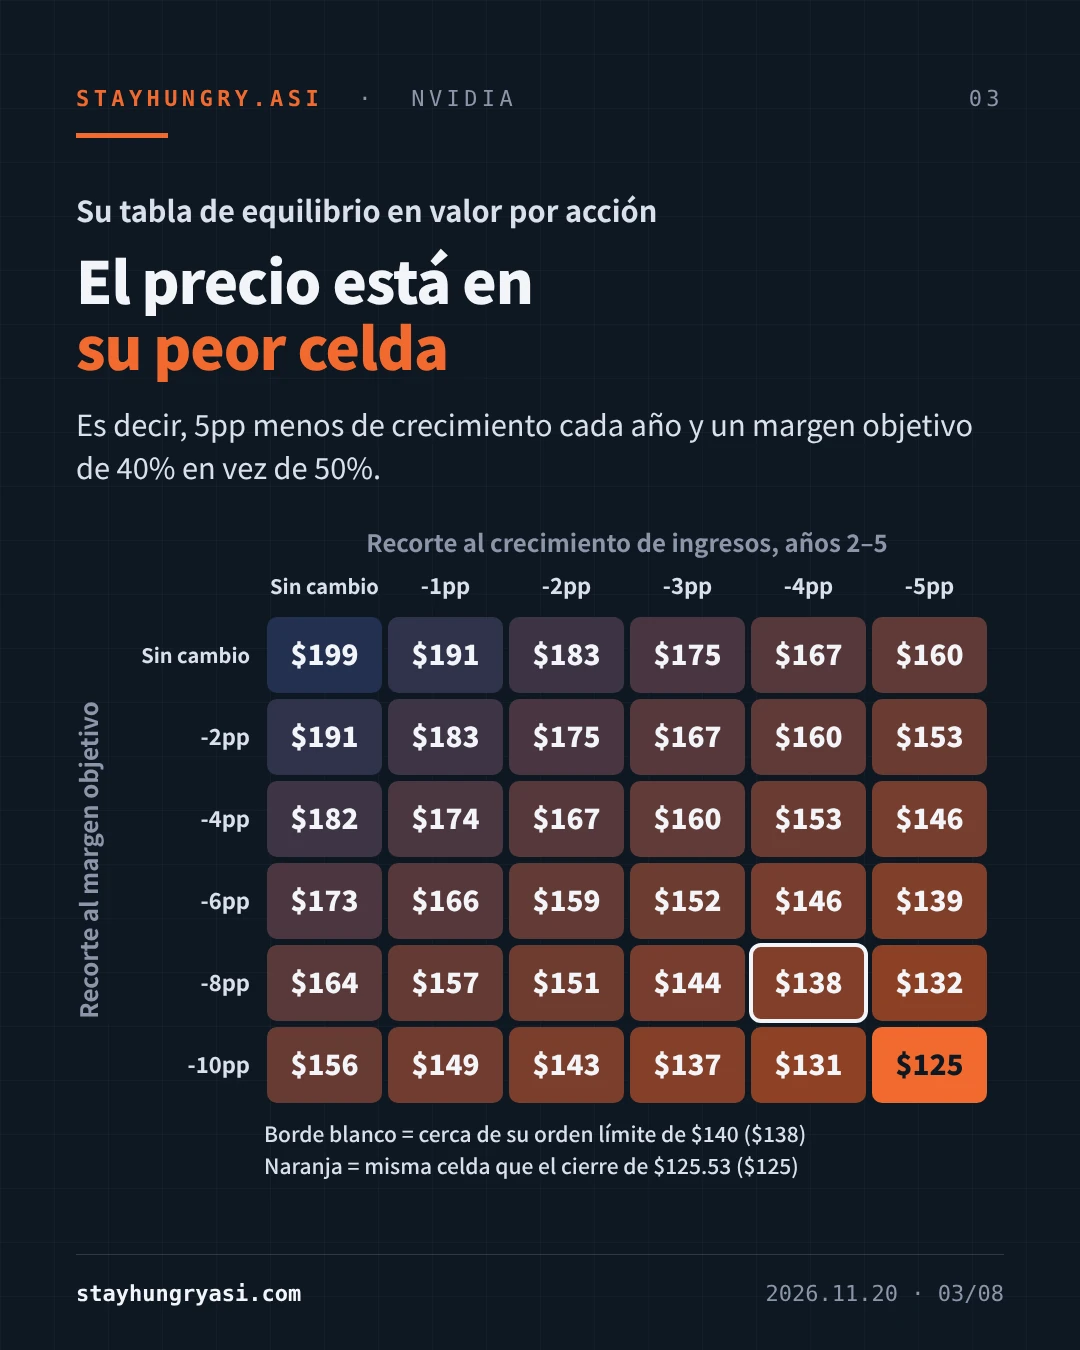 STAYHUNGRY.ASI · NVIDIA 03
Su tabla de equilibrio en valor por acción
El precio está en
su peor celda
Es decir, 5pp menos de crecimiento cada año y un margen objetivo
de 40% en vez de 50%.
Recorte al crecimiento de ingresos, años 2–5
Sin cambio -1pp -2pp -3pp -4pp -5pp
Recorte al margen objetivo
Sin cambio $199 $191 $183 $175 $167 $160
-2pp $191 $183 $175 $167 $160 $153
-4pp $182 $174 $167 $160 $153 $146
-6pp $173 $166 $159 $152 $146 $139
-8pp $164 $157 $151 $144 $138 $132
-10pp $156 $149 $143 $137 $131 $125
Borde blanco = cerca de su orden límite de $140 ($138)
Naranja = misma celda que el cierre de $125.53 ($125)
stayhungryasi.com 2026.11.20 · 03/08